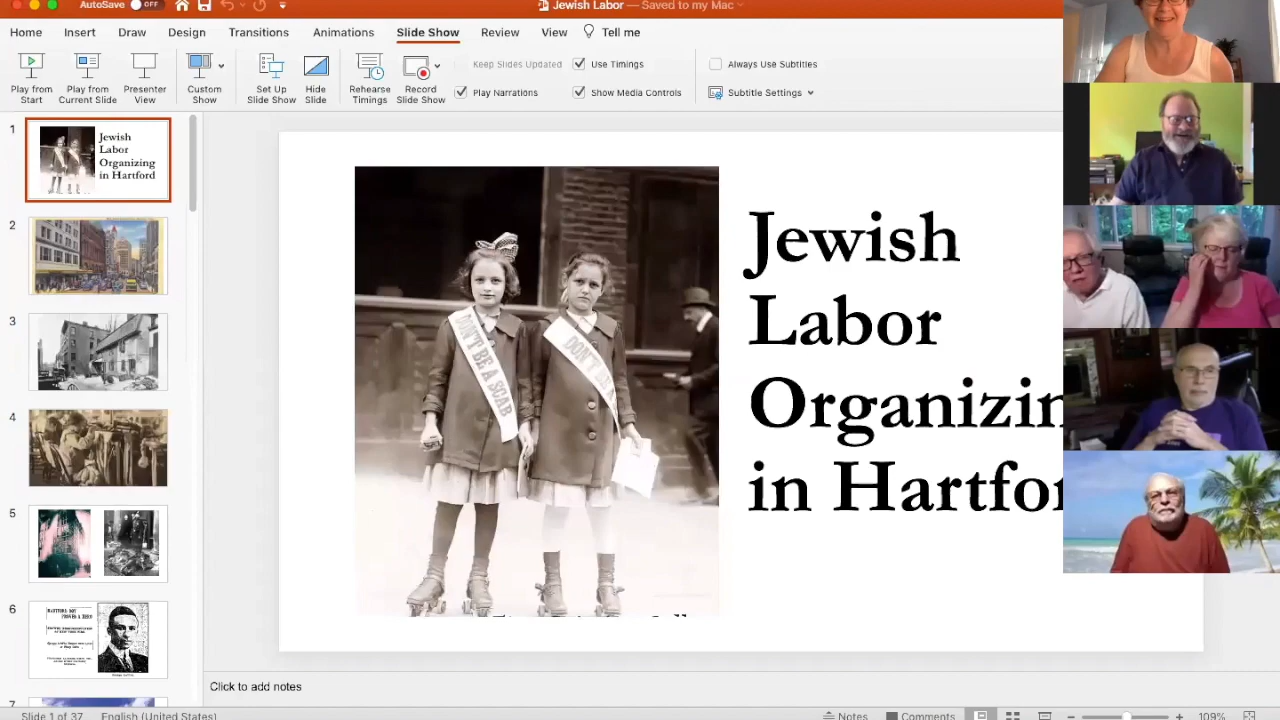 AutoSave OFF
Jewish Labor — Saved to my Mac
Home Insert Draw Design Transitions Animations Slide Show Review View Tell me
Play from Start
Play from Current Slide
Presenter View
Custom Show
Set Up Slide Show
Hide Slide
Rehearse Timings
Record Slide Show
Keep Slides Updated
Use Timings
Play Narrations
Show Media Controls
Always Use Subtitles
Subtitle Settings
1
Jewish
Labor
Organizing
in Hartford
2
3
4
5
6
7
DON'T BE A SCAB
DON'T BE
Jewish
Labor
Organizin
in Hartfor
Click to add notes
Slide 1 of 37 English (United States) Notes Comments 109%